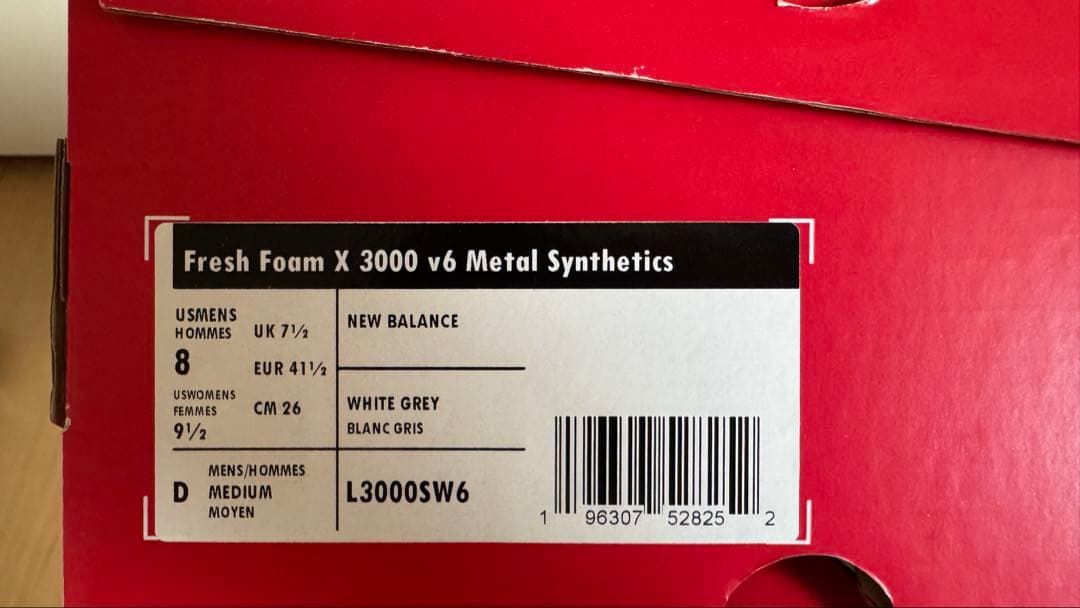 Fresh Foam X 3000 v6 Metal Synthetics
USMENS
HOMMES
8
UK 7½
EUR 41½
USWOMENS
FEMMES
9½
CM 26
NEW BALANCE
WHITE GREY
BLANC GRIS
D
MENS/HOMMES
MEDIUM
MOYEN
L3000SW6
1 96307 52825 2